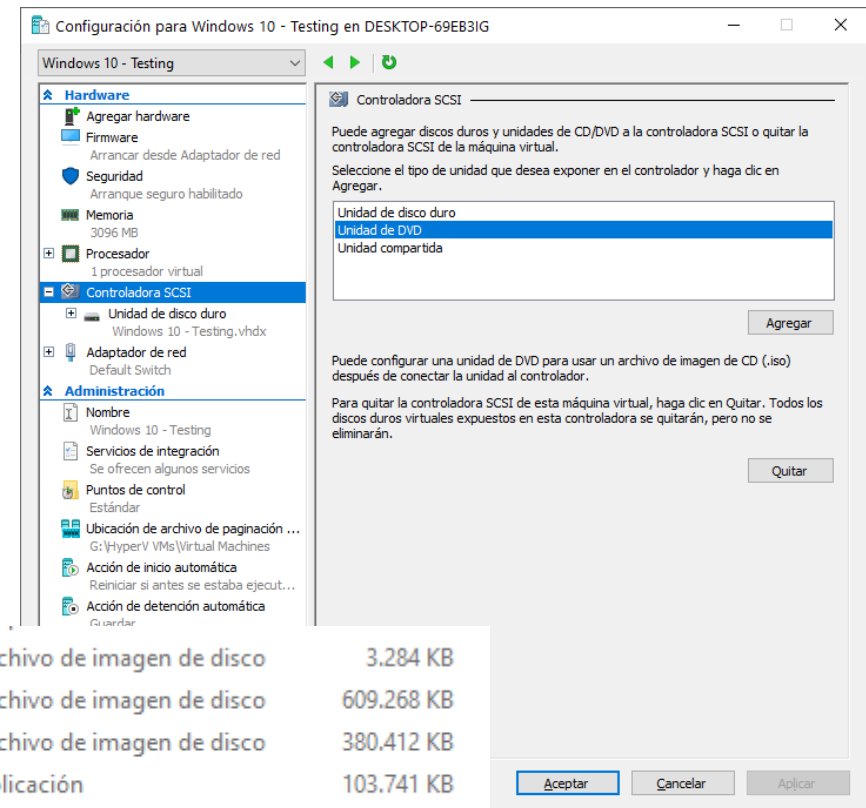 Configuración para Windows 10 - Testing en DESKTOP-69EB3IG
Windows 10 - Testing
Hardware
Agregar hardware
Firmware
Arrancar desde Adaptador de red
Seguridad
Arranque seguro habilitado
Memoria
3096 MB
Procesador
1 procesador virtual
Controladora SCSI
Unidad de disco duro
Windows 10 - Testing.vhdx
Adaptador de red
Default Switch
Administración
Nombre
Windows 10 - Testing
Servicios de integración
Se ofrecen algunos servicios
Puntos de control
Estándar
Ubicación de archivo de paginación ...
G:\HyperV VMs\Virtual Machines
Acción de inicio automática
Reiniciar si antes se estaba ejecut...
Acción de detención automática
Guardar
Controladora SCSI
Puede agregar discos duros y unidades de CD/DVD a la controladora SCSI o quitar la
controladora SCSI de la máquina virtual.
Seleccione el tipo de unidad que desea exponer en el controlador y haga clic en
Agregar.
Unidad de disco duro
Unidad de DVD
Unidad compartida
Agregar
Puede configurar una unidad de DVD para usar un archivo de imagen de CD (.iso)
después de conectar la unidad al controlador.
Para quitar la controladora SCSI de esta máquina virtual, haga clic en Quitar. Todos los
discos duros virtuales expuestos en esta controladora se quitarán, pero no se
eliminarán.
Quitar
chivo de imagen de disco 3.284 KB
chivo de imagen de disco 609.268 KB
chivo de imagen de disco 380.412 KB
licación 103.741 KB
Aceptar Cancelar Aplicar